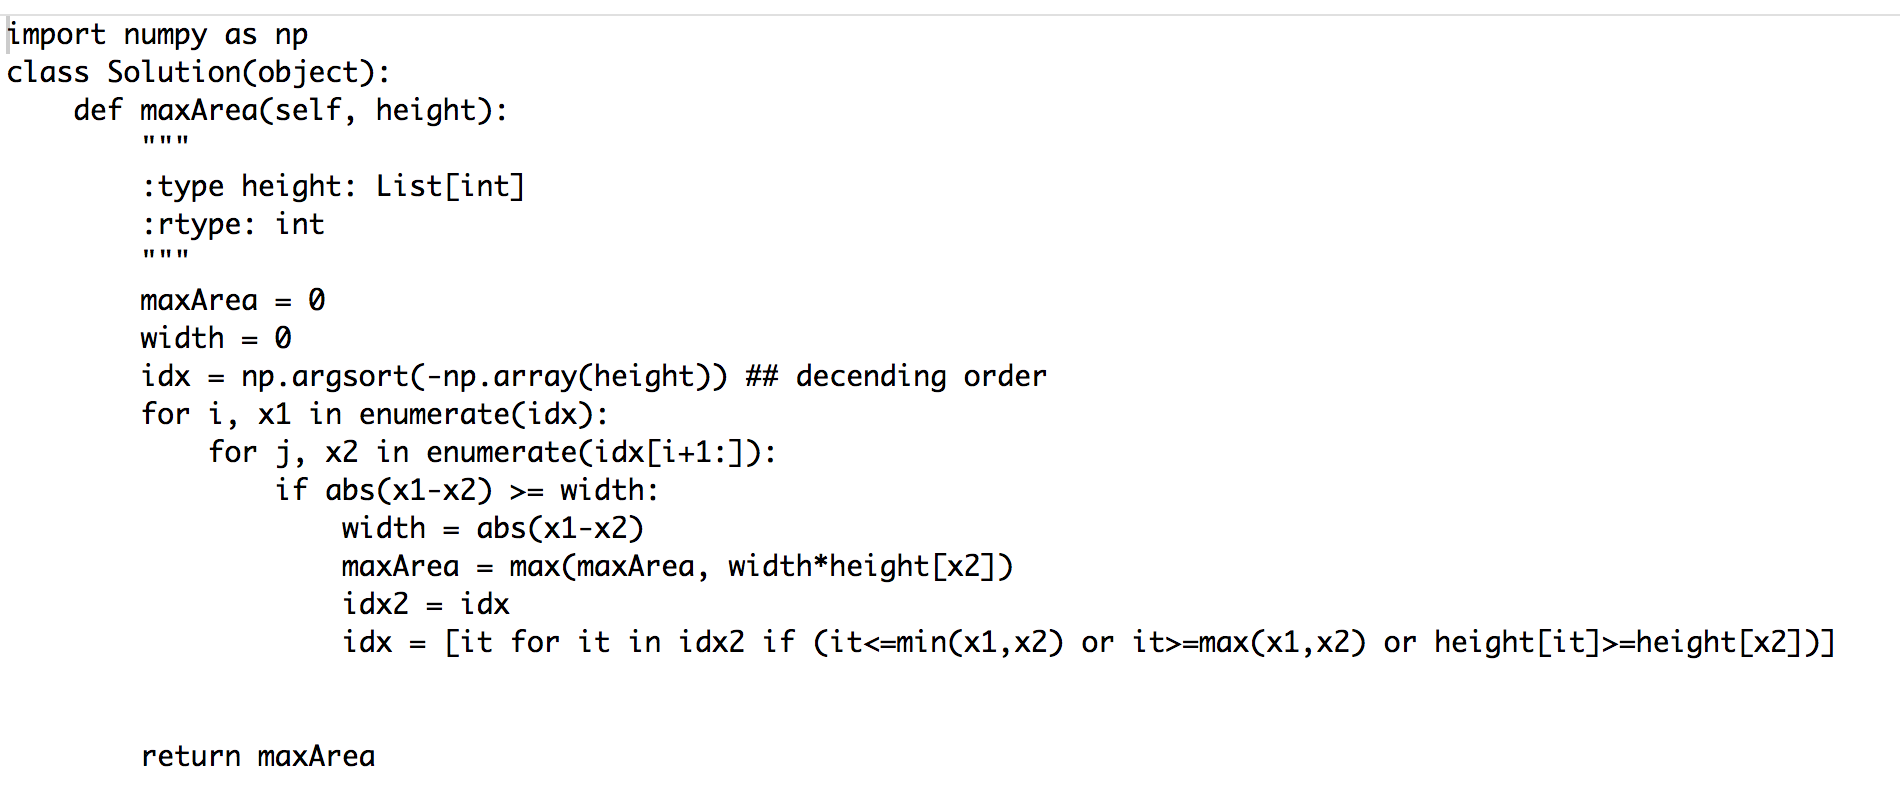 import numpy as np
class Solution(object):
    def maxArea(self, height):
        """
        :type height: List[int]
        :rtype: int
        """
        maxArea = 0
        width = 0
        idx = np.argsort(-np.array(height)) ## decending order
        for i, x1 in enumerate(idx):
            for j, x2 in enumerate(idx[i+1:]):
                if abs(x1-x2) >= width:
                    width = abs(x1-x2)
                    maxArea = max(maxArea, width*height[x2])
                    idx2 = idx
                    idx = [it for it in idx2 if (it<=min(x1,x2) or it>=max(x1,x2) or height[it]>=height[x2])]
        return maxArea